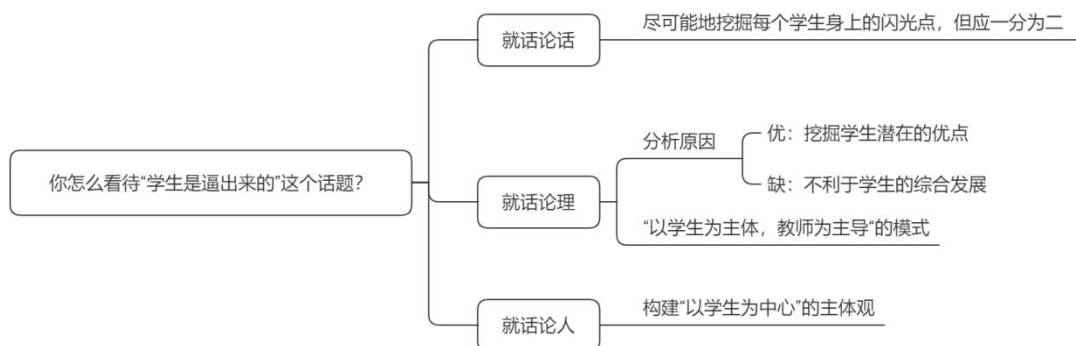 你怎么看待“学生是逼出来的”这个话题？
就话论话
尽可能地挖掘每个学生身上的闪光点，但应一分为二
就话论理
分析原因
优：挖掘学生潜在的优点
缺：不利于学生的综合发展
“以学生为主体，教师为主导“的模式
就话论人
构建“以学生为中心”的主体观